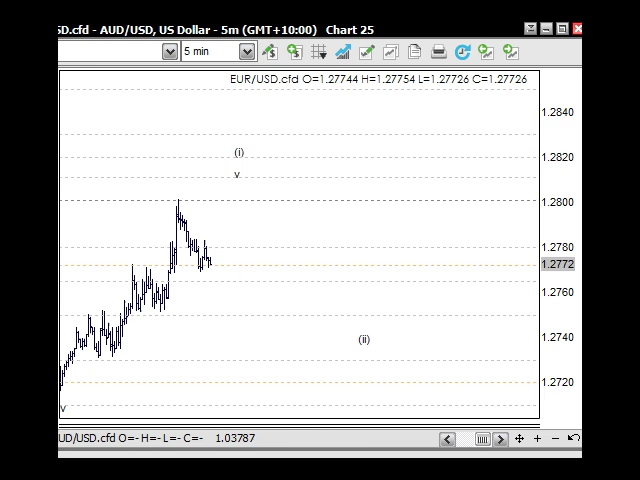 SD.cfd - AUD/USD, US Dollar - 5m (GMT+10:00) Chart 25
5 min
EUR/USD.cfd O=1.27744 H=1.27754 L=1.27726 C=1.27726
1.2840
(i)
1.2820
v
1.2800
1.2780
1.2772
1.2760
(ii)
1.2740
1.2720
v
UD/USD.cfd O=- H=- L=- C=- 1.03787